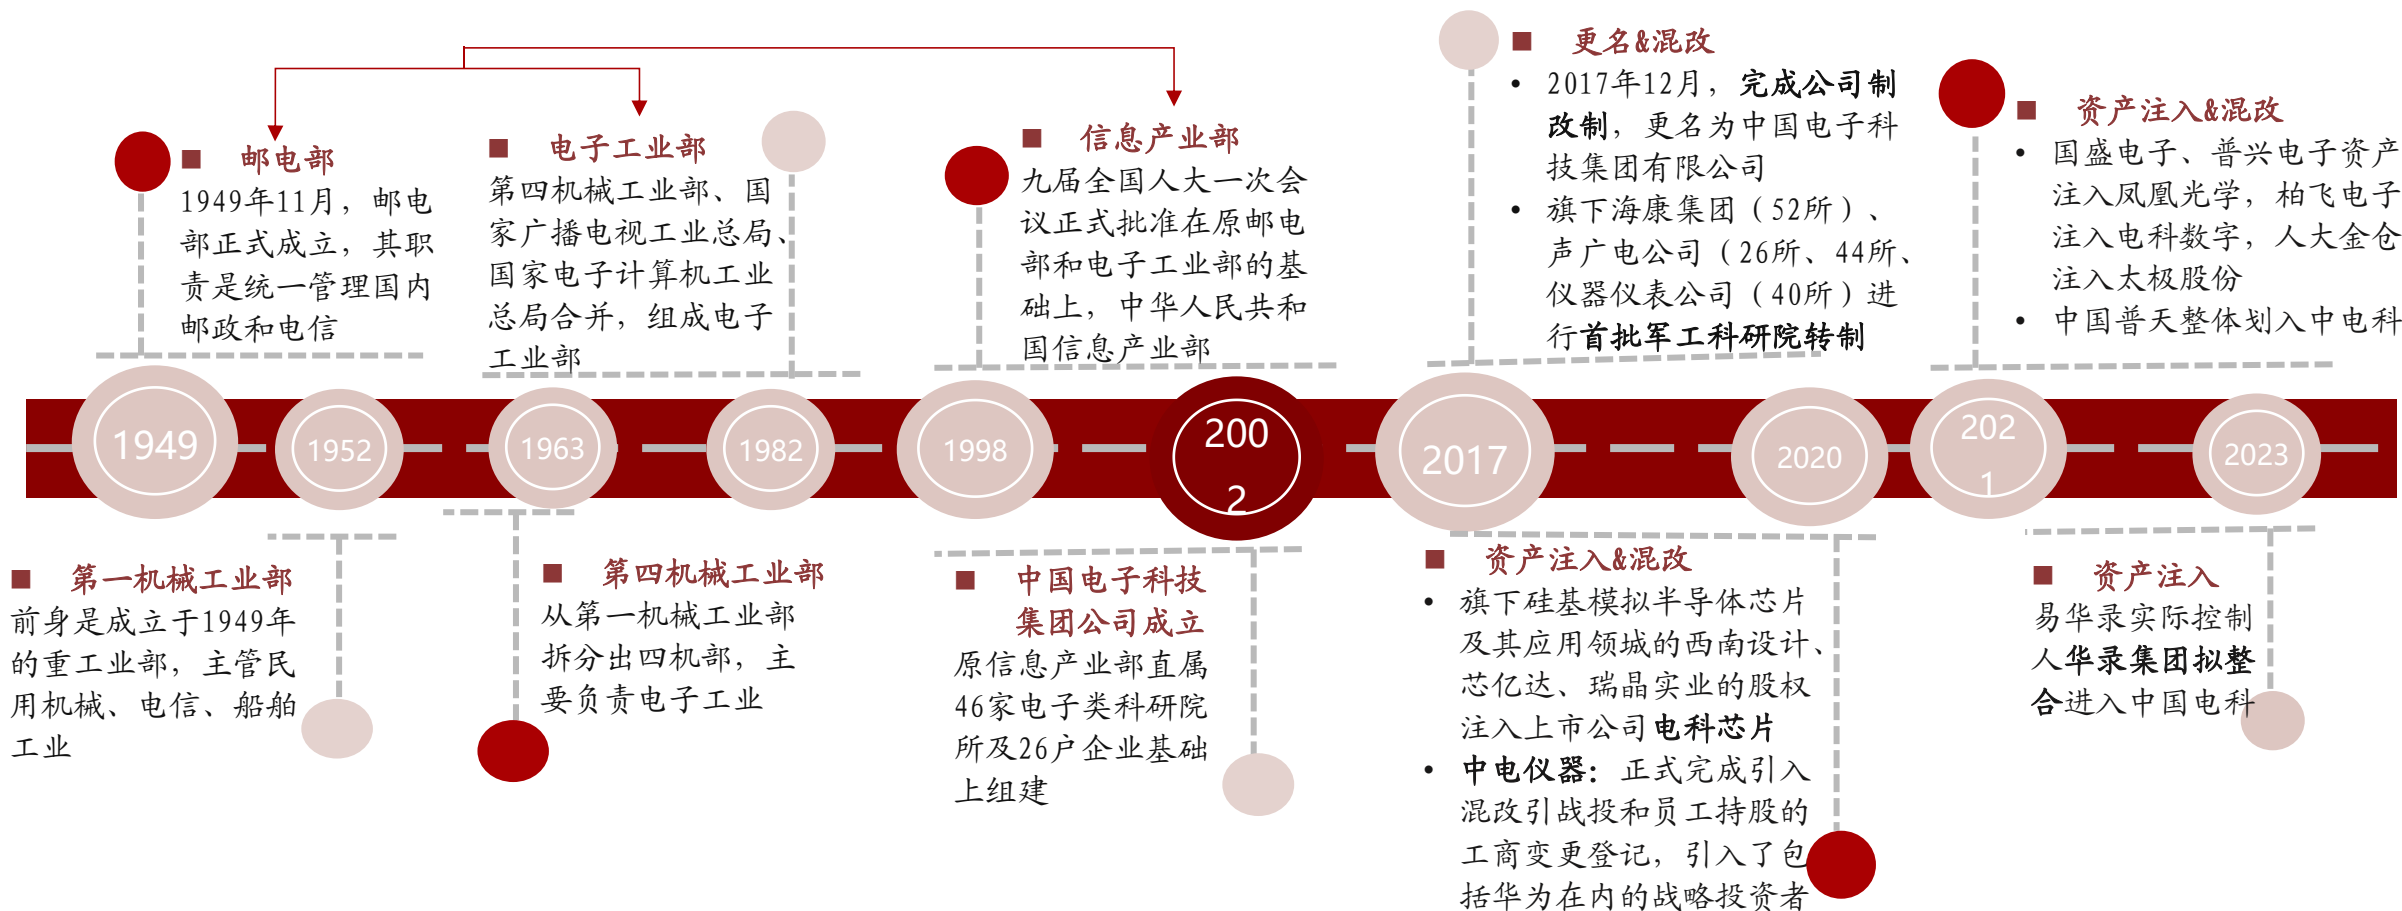 邮电部
1949年11月，邮电
部正式成立，其职
责是统一管理国内
邮政和电信
电子工业部
第四机械工业部、国
家广播电视工业总局、
国家电子计算机工业
总局合并，组成电子
工业部
信息产业部
九届全国人大一次会
议正式批准在原邮电
部和电子工业部的基
础上，中华人民共和
国信息产业部
更名&混改
• 2017年12月，完成公司制
改制，更名为中国电子科
技集团有限公司
• 旗下海康集团（52所）、
声广电公司（26所、44所、
仪器仪表公司（40所）进
行首批军工科研院转制
资产注入&混改
• 国盛电子、普兴电子资产
注入凤凰光学，柏飞电子
注入电科数字，人大金仓
注入太极股份
• 中国普天整体划入中电科
1949
1952
1963
1982
1998
200
2
2017
2020
202
1
2023
第一机械工业部
前身是成立于1949年
的重工业部，主管民
用机械、电信、船舶
工业
第四机械工业部
从第一机械工业部
拆分出四机部，主
要负责电子工业
中国电子科技
集团公司成立
原信息产业部直属
46家电子类科研院
所及26户企业基础
上组建
资产注入&混改
• 旗下硅基模拟半导体芯片
及其应用领城的西南设计、
芯亿达、瑞晶实业的股权
注入上市公司电科芯片
• 中电仪器：正式完成引入
混改引战投和员工持股的
工商变更登记，引入了包
括华为在内的战略投资者
资产注入
易华录实际控制
人华录集团拟整
合进入中国电科